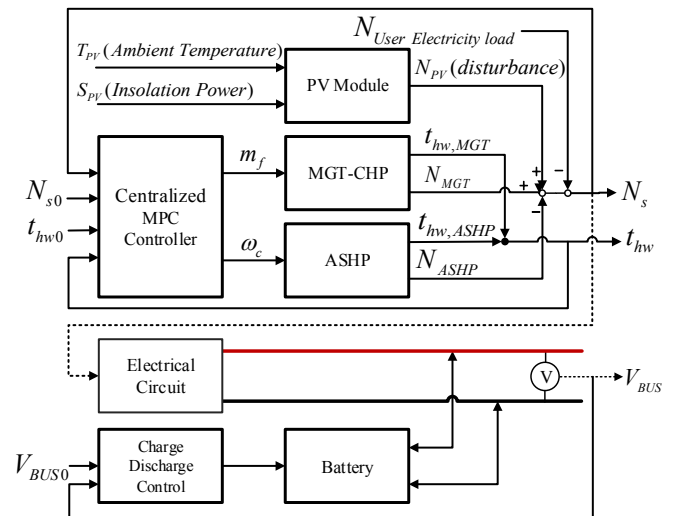 N_User Electricity load
T_PV (Ambient Temperature)
N_PV (disturbance)
S_PV (Insolation Power)
PV Module
t_hw,MGT
m_f
MGT-CHP
N_MGT
+
+
−
−
N_s0
N_s
Centralized
MPC
Controller
t_hw0
t_hw,ASHP
t_hw
ω_c
ASHP
N_ASHP
Electrical
Circuit
V
V_BUS
V_BUS0
Charge
Discharge
Control
Battery